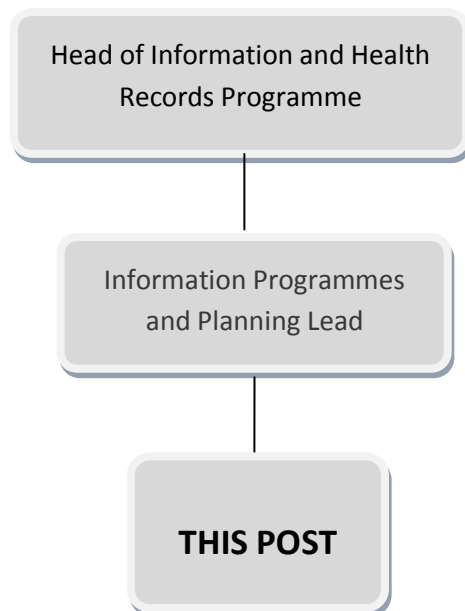 Head of Information and Health
Records Programme
Information Programmes
and Planning Lead
THIS POST